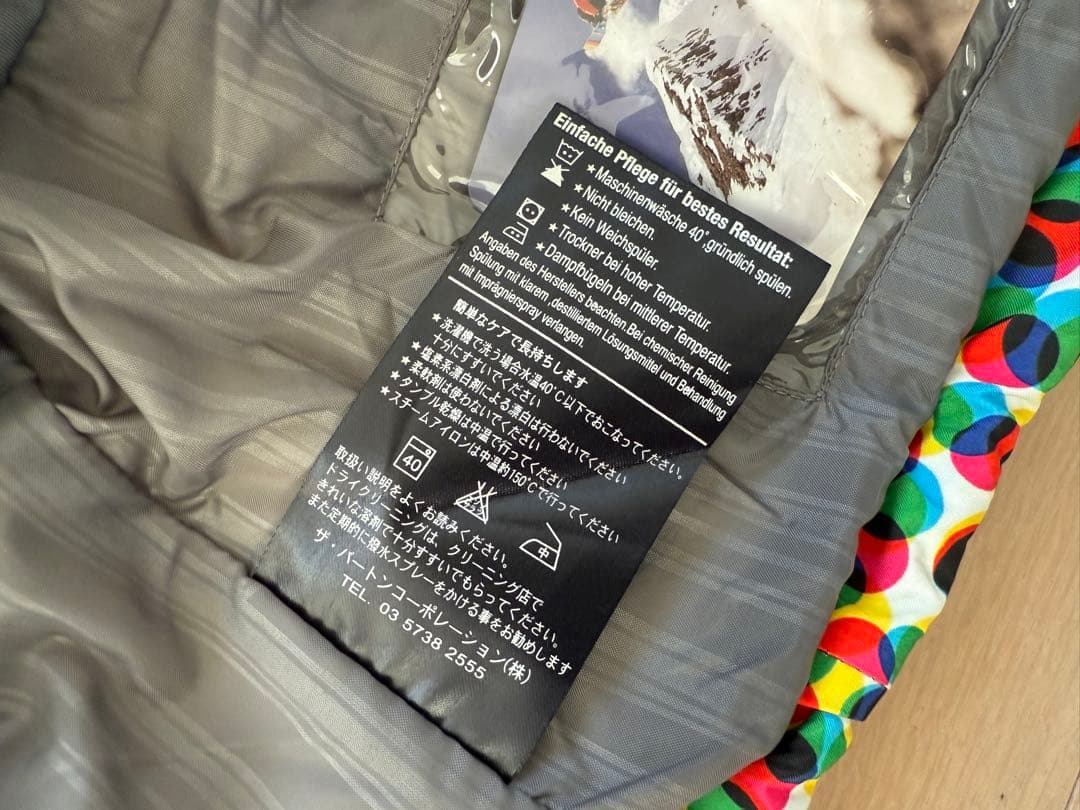 Einfache Pflege für bestes Resultat:
★Maschinenwäsche 40°,gründlich spülen.
★Nicht bleichen.
★Kein Weichspüler.
★Trockner bei hoher Temperatur.
★Dampfbügeln bei mittlerer Temperatur.
Angaben des Herstellers beachten.Bei chemischer Reinigung
Spülung mit klarem,destilliertem Lösungsmittel und Behandlung
mit Imprägnierspray verfangen.
簡単なケアで長持ちします
★洗濯機で洗う場合水温40℃以下でおこなってください。
十分にすすいでください
★塩素系漂白剤による漂白は行わないでください
★柔軟剤は使わないでください
★タンブル乾燥は中温で行ってください
★スチームアイロンは中温約150℃で行ってください
40
エンソ
中
取扱い説明をよくお読みください。
ドライクリーニングは、クリーニング店で
きれいな溶剤で十分すすいでもらってください。
また定期的に撥水スプレーをかける事をお勧めします
ザ・バートンコーポレーション(株)
TEL. 03 5738 2555